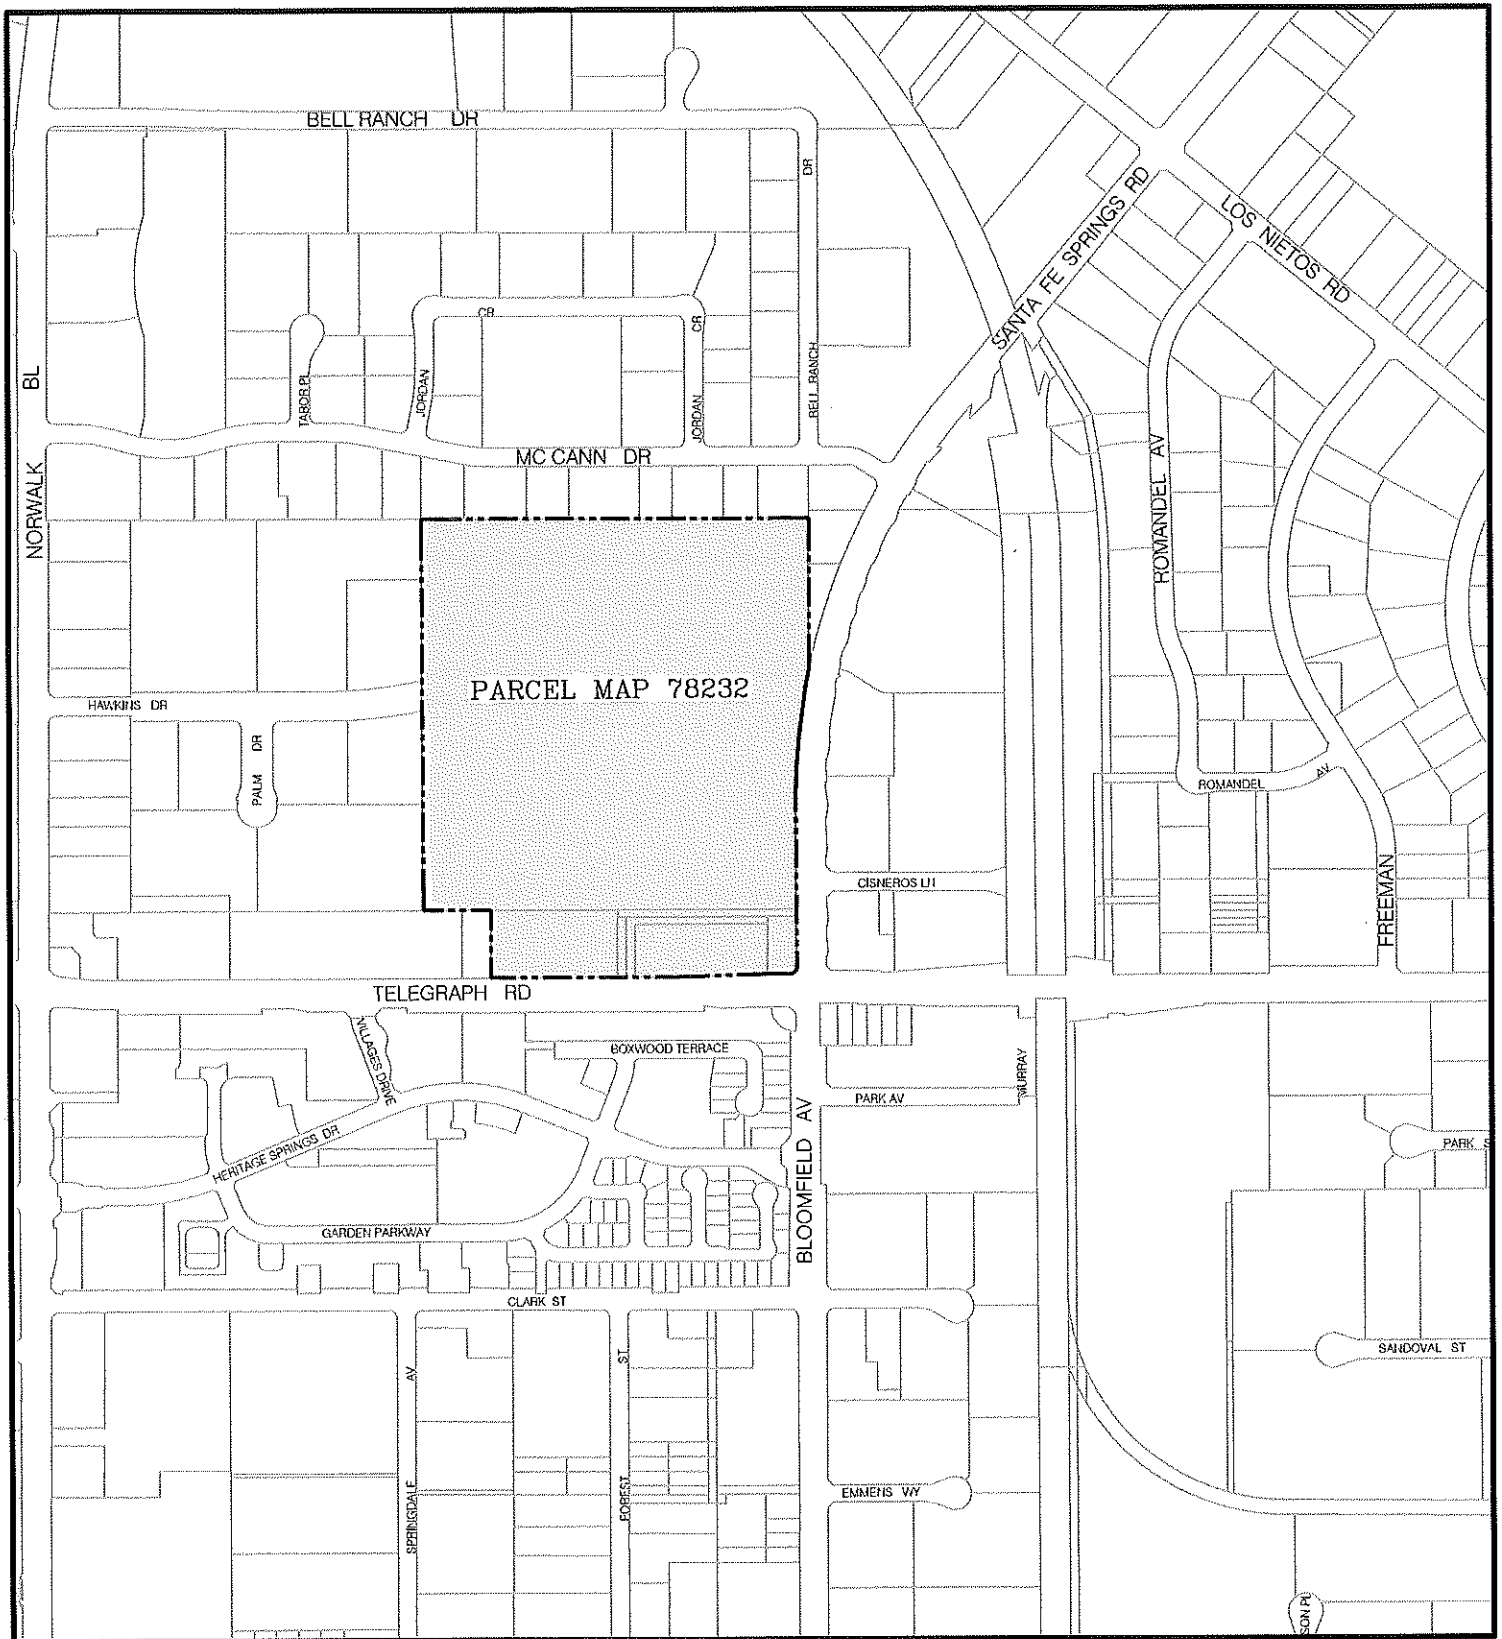 BELL RANCH DR
DR
SANTA FE SPRINGS RD
LOS NIETOS RD
CR
CR
BELL RANCH
TABOR PL
JORDAN
JORDAN
NORWALK BL
MC CANN DR
ROMANDEL AV
PARCEL MAP 78232
HAWKINS DR
PALM DR
ROMANDEL AV
CISNEROS LN
FREEMAN
TELEGRAPH RD
VILLAGES DRIVE
BOXWOOD TERRACE
MURRAY
PARK AV
HERITAGE SPRINGS DR
BLOOMFIELD AV
PARK S
GARDEN PARKWAY
CLARK ST
SANDOVAL ST
SPRINGDALE AV
FOREST ST
EMMENS WY
SON PL